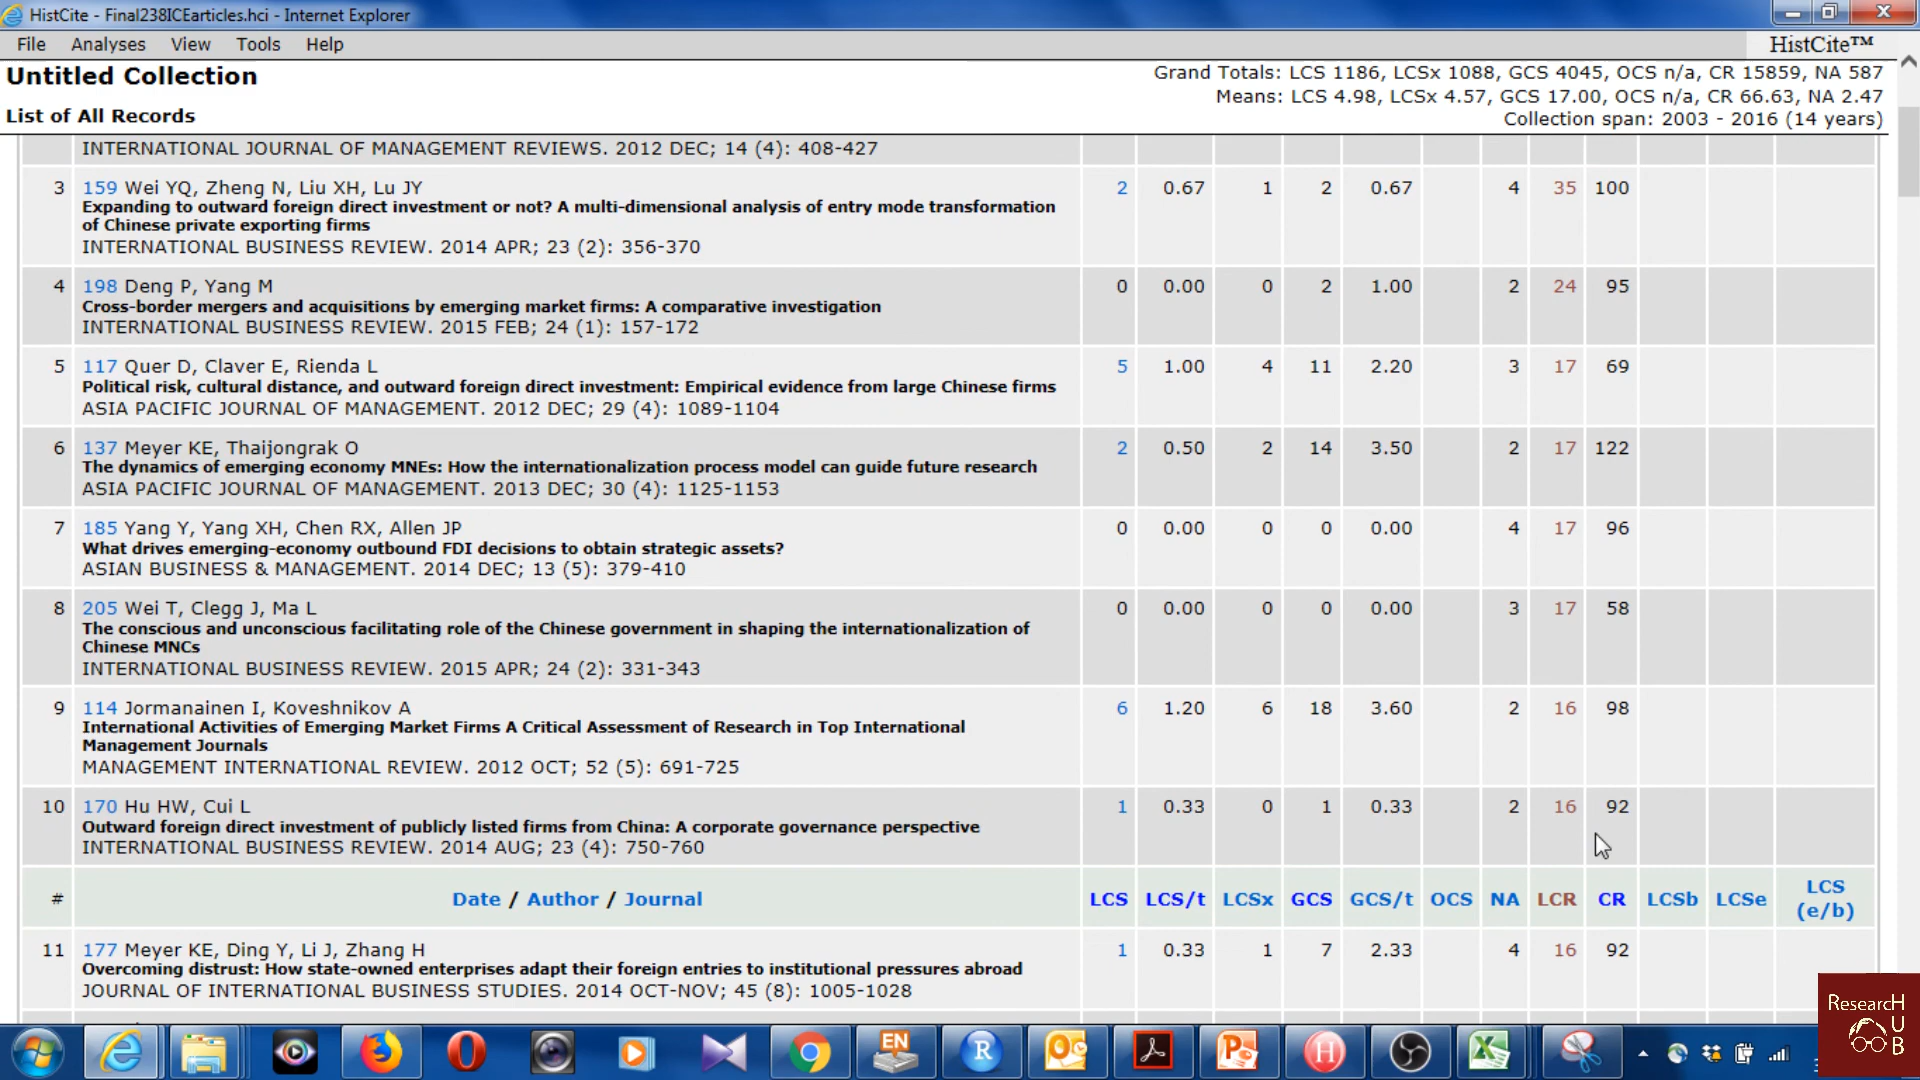 HistCite - Final238ICEarticles.hci - Internet Explorer
File Analyses View Tools Help HistCite™
Untitled Collection
Grand Totals: LCS 1186, LCSx 1088, GCS 4045, OCS n/a, CR 15859, NA 587
Means: LCS 4.98, LCSx 4.57, GCS 17.00, OCS n/a, CR 66.63, NA 2.47
List of All Records
Collection span: 2003 - 2016 (14 years)
INTERNATIONAL JOURNAL OF MANAGEMENT REVIEWS. 2012 DEC; 14 (4): 408-427
3 159 Wei YQ, Zheng N, Liu XH, Lu JY 2 0.67 1 2 0.67 4 35 100
Expanding to outward foreign direct investment or not? A multi-dimensional analysis of entry mode transformation
of Chinese private exporting firms
INTERNATIONAL BUSINESS REVIEW. 2014 APR; 23 (2): 356-370
4 198 Deng P, Yang M 0 0.00 0 2 1.00 2 24 95
Cross-border mergers and acquisitions by emerging market firms: A comparative investigation
INTERNATIONAL BUSINESS REVIEW. 2015 FEB; 24 (1): 157-172
5 117 Quer D, Claver E, Rienda L 5 1.00 4 11 2.20 3 17 69
Political risk, cultural distance, and outward foreign direct investment: Empirical evidence from large Chinese firms
ASIA PACIFIC JOURNAL OF MANAGEMENT. 2012 DEC; 29 (4): 1089-1104
6 137 Meyer KE, Thaijongrak O 2 0.50 2 14 3.50 2 17 122
The dynamics of emerging economy MNEs: How the internationalization process model can guide future research
ASIA PACIFIC JOURNAL OF MANAGEMENT. 2013 DEC; 30 (4): 1125-1153
7 185 Yang Y, Yang XH, Chen RX, Allen JP 0 0.00 0 0 0.00 4 17 96
What drives emerging-economy outbound FDI decisions to obtain strategic assets?
ASIAN BUSINESS & MANAGEMENT. 2014 DEC; 13 (5): 379-410
8 205 Wei T, Clegg J, Ma L 0 0.00 0 0 0.00 3 17 58
The conscious and unconscious facilitating role of the Chinese government in shaping the internationalization of
Chinese MNCs
INTERNATIONAL BUSINESS REVIEW. 2015 APR; 24 (2): 331-343
9 114 Jormanainen I, Koveshnikov A 6 1.20 6 18 3.60 2 16 98
International Activities of Emerging Market Firms A Critical Assessment of Research in Top International
Management Journals
MANAGEMENT INTERNATIONAL REVIEW. 2012 OCT; 52 (5): 691-725
10 170 Hu HW, Cui L 1 0.33 0 1 0.33 2 16 92
Outward foreign direct investment of publicly listed firms from China: A corporate governance perspective
INTERNATIONAL BUSINESS REVIEW. 2014 AUG; 23 (4): 750-760
# Date / Author / Journal LCS LCS/t LCSx GCS GCS/t OCS NA LCR CR LCSb LCSe LCS (e/b)
11 177 Meyer KE, Ding Y, Li J, Zhang H 1 0.33 1 7 2.33 4 16 92
Overcoming distrust: How state-owned enterprises adapt their foreign entries to institutional pressures abroad
JOURNAL OF INTERNATIONAL BUSINESS STUDIES. 2014 OCT-NOV; 45 (8): 1005-1028
EN
ResearcHUB